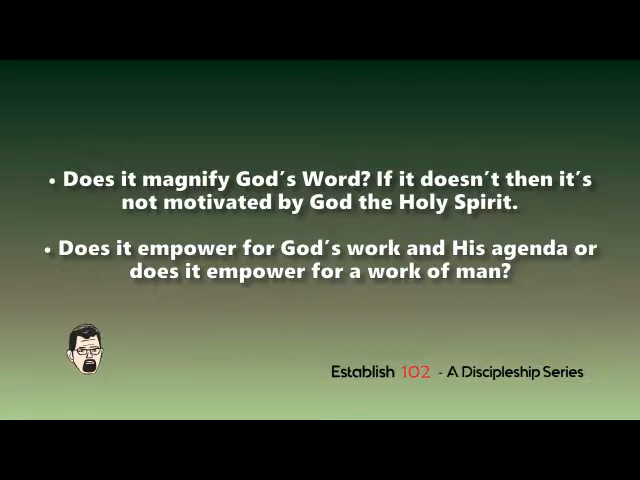 • Does it magnify God's Word? If it doesn't then it's
not motivated by God the Holy Spirit.
• Does it empower for God's work and His agenda or
does it empower for a work of man?
Establish 102 - A Discipleship Series